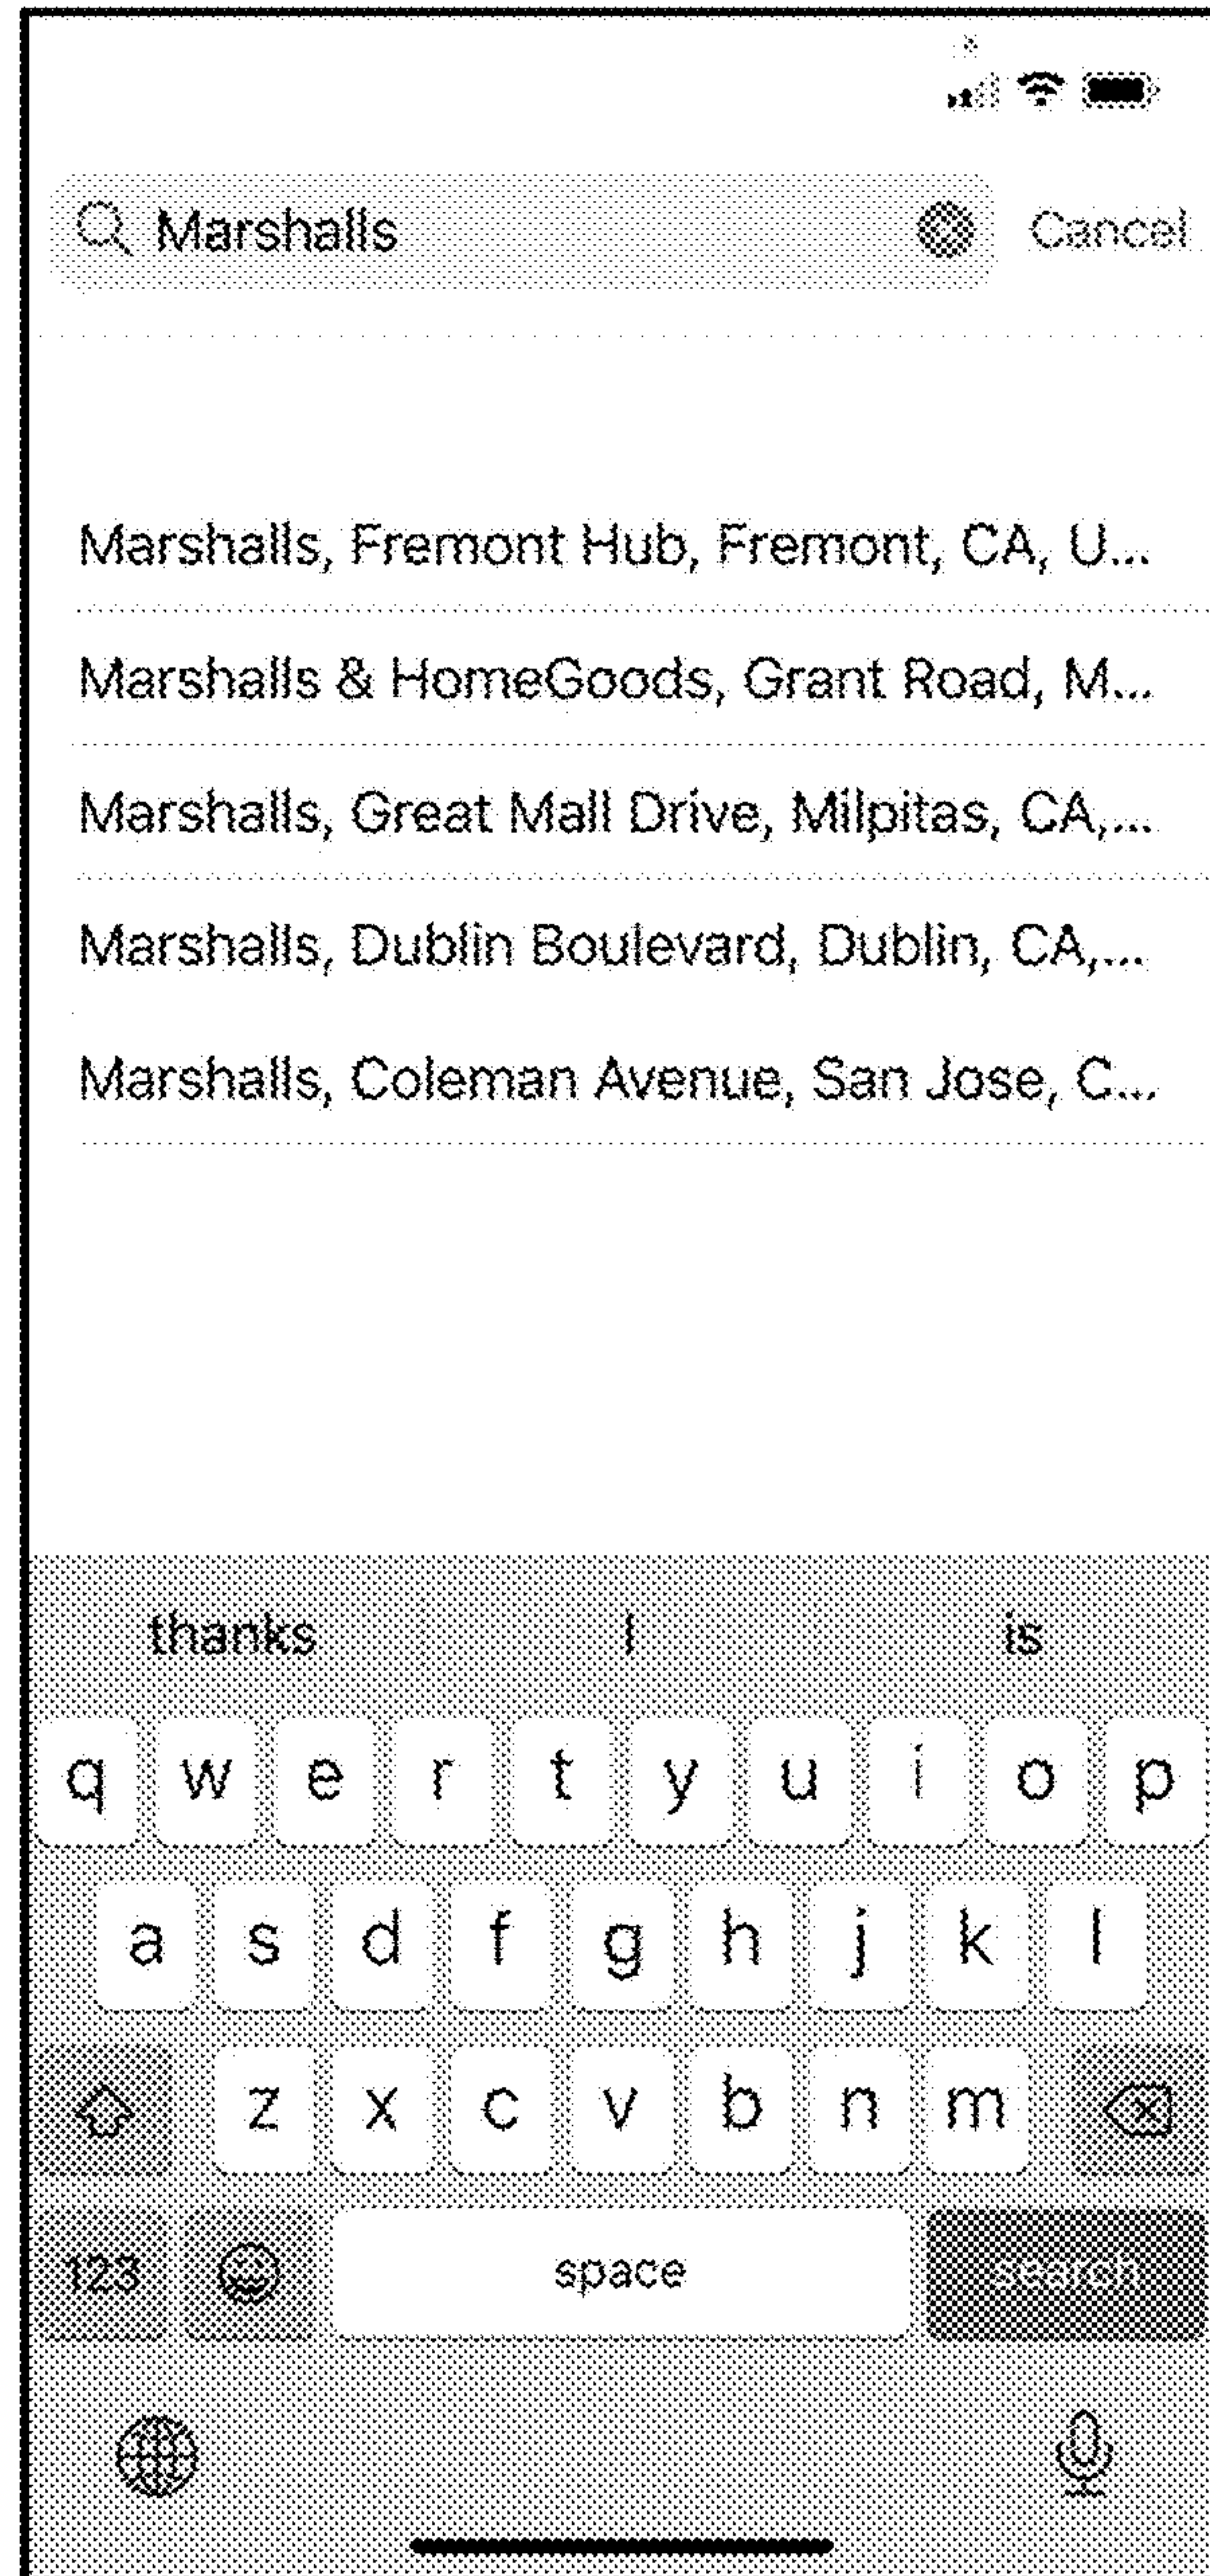 Marshalls Cancel
Marshalls, Fremont Hub, Fremont, CA, U...
Marshalls & HomeGoods, Grant Road, M...
Marshalls, Great Mall Drive, Milpitas, CA,...
Marshalls, Dublin Boulevard, Dublin, CA,...
Marshalls, Coleman Avenue, San Jose, C...
thanks I is
q w e r t y u i o p
a s d f g h j k l
z x c v b n m
123 space search